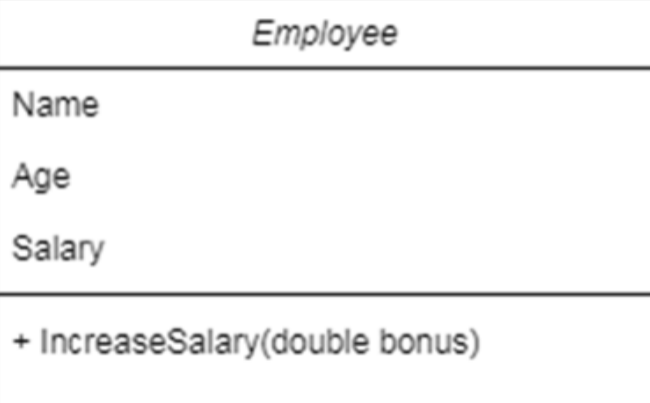 Employee
Name
Age
Salary
+ IncreaseSalary(double bonus)